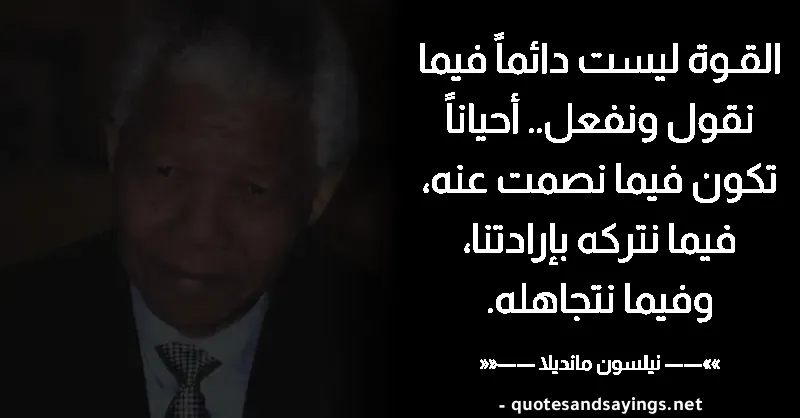 القـوة ليست دائماً فيما
نقول ونفعل.. أحياناً
تكون فيما نصمت عنه،
فيما نتركه بإرادتنا،
وفيما نتجاهله.
»»—— نيلسون مانديلا ——««
- quotesandsayings.net